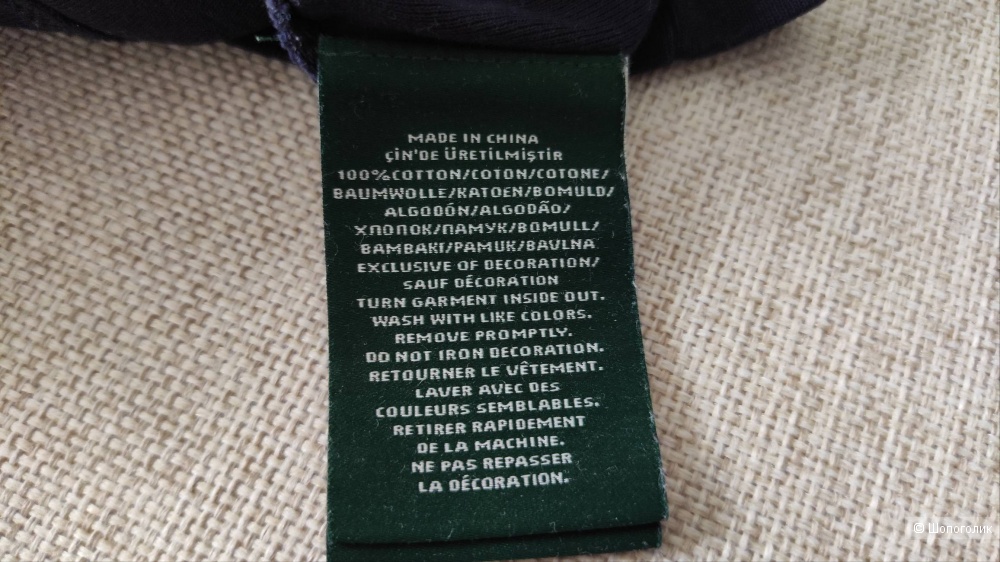 MADE IN CHINA
ÇİN'DE ÜRETİLMİŞTİR
100%COTTON/COTON/COTONE/
BAUMWOLLE/KATOEN/BOMULD/
ALGODÓN/ALGODÃO/
ХЛОПОК/ПАМУК/BOMULL/
BAMBAKI/PAMUK/BAVLNA
EXCLUSIVE OF DECORATION/
SAUF DÉCORATION
TURN GARMENT INSIDE OUT.
WASH WITH LIKE COLORS.
REMOVE PROMPTLY.
DO NOT IRON DECORATION.
RETOURNER LE VÊTEMENT.
LAVER AVEC DES
COULEURS SEMBLABLES.
RETIRER RAPIDEMENT
DE LA MACHINE.
NE PAS REPASSER
LA DÉCORATION.
© Шопоголик